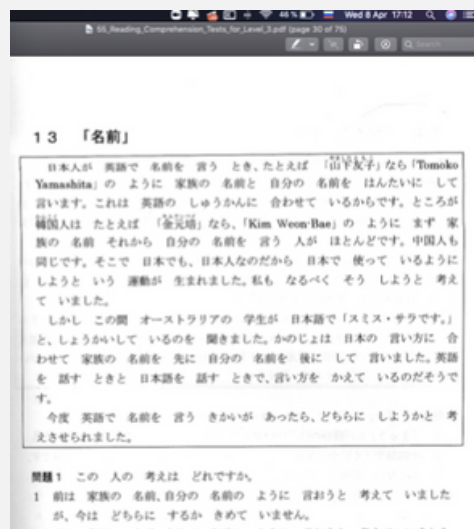 46% Wed 8 Apr 17:12
55_Reading_Comprehension_Tests_for_Level_3.pdf (page 30 of 75)
Search
13 「名前」
日本人が 英語で 名前を 言う とき、たとえば 「山下友子」なら「Tomoko
Yamashita」の ように 家族の 名前と 自分の 名前を はんたいに して
言います。これは 英語の しゅうかんに 合わせて いるからです。ところが
韓国人は たとえば 「金元培」なら、「Kim Weon-Bae」の ように まず 家
族の 名前 それから 自分の 名前を 言う 人が ほとんどです。中国人も
同じです。そこで 日本でも、日本人なのだから 日本で 使って いるように
しようと いう 運動が 生まれました。私も なるべく そう しようと 考え
て いました。
しかし この間 オーストラリアの 学生が 日本語で「スミス・サラです。」
と、しょうかいして いるのを 聞きました。かのじょは 日本の 言い方に 合
わせて 家族の 名前を 先に 自分の 名前を 後に して 言いました。英語
を 話す ときと 日本語を 話す ときで、言い方を かえて いるのだそうで
す。
今度 英語で 名前を 言う きかいが あったら、どちらに しようかと 考
えさせられました。
問題1 この 人の 考えは どれですか。
1 前は 家族の 名前、自分の 名前の ように 言おうと 考えて いました
が、今は どちらに するか きめて いません。